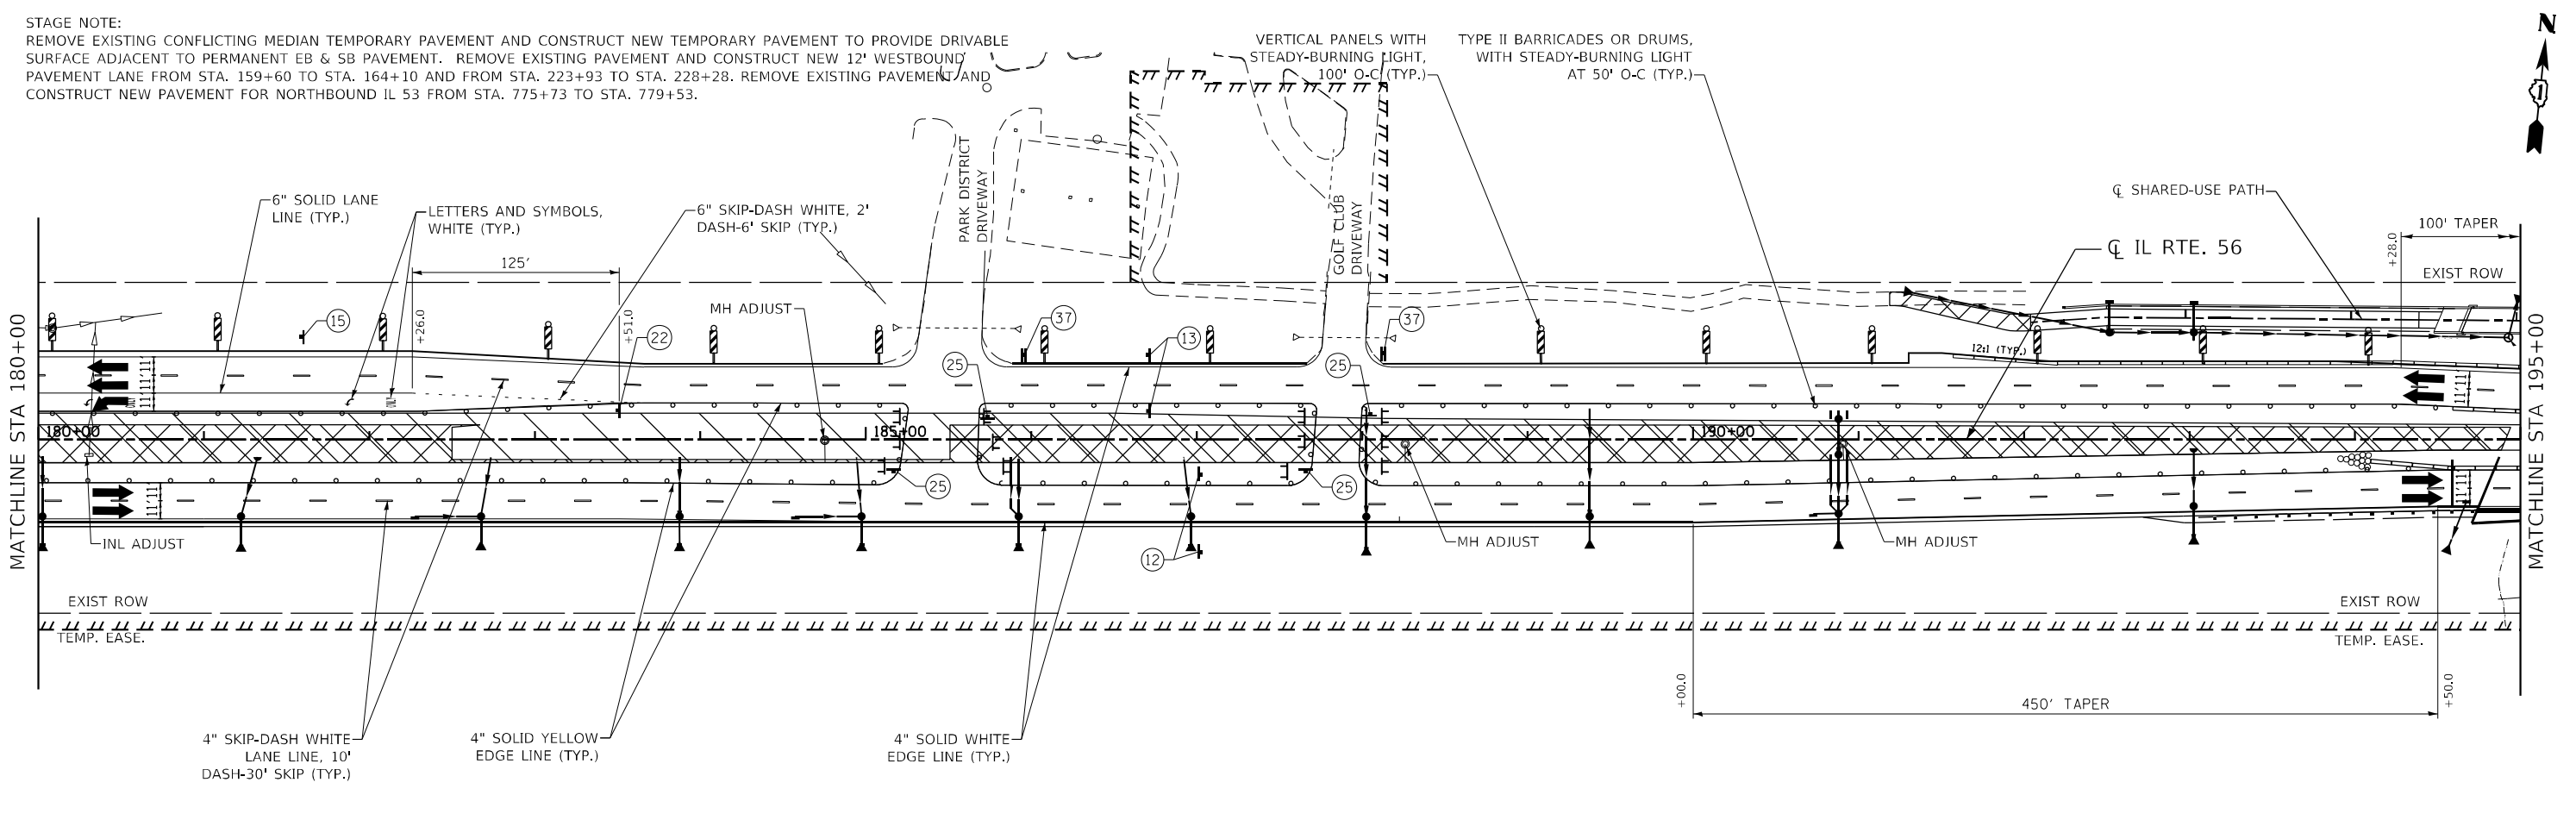 STAGE NOTE:
REMOVE EXISTING CONFLICTING MEDIAN TEMPORARY PAVEMENT AND CONSTRUCT NEW TEMPORARY PAVEMENT TO PROVIDE DRIVABLE
SURFACE ADJACENT TO PERMANENT EB & SB PAVEMENT. REMOVE EXISTING PAVEMENT AND CONSTRUCT NEW 12' WESTBOUND
PAVEMENT LANE FROM STA. 159+60 TO STA. 164+10 AND FROM STA. 223+93 TO STA. 228+28. REMOVE EXISTING PAVEMENT AND
CONSTRUCT NEW PAVEMENT FOR NORTHBOUND IL 53 FROM STA. 775+73 TO STA. 779+53.
VERTICAL PANELS WITH
STEADY-BURNING LIGHT,
100' O-C (TYP.)
TYPE II BARRICADES OR DRUMS,
WITH STEADY-BURNING LIGHT
AT 50' O-C (TYP.)
N
1
6" SOLID LANE
LINE (TYP.)
LETTERS AND SYMBOLS,
WHITE (TYP.)
6" SKIP-DASH WHITE, 2'
DASH-6' SKIP (TYP.)
PARK DISTRICT
DRIVEWAY
GOLF CLUB
DRIVEWAY
℄ SHARED-USE PATH
100' TAPER
+28.0
℄ IL RTE. 56
EXIST ROW
125'
MH ADJUST
+26.0
+51.0
15
22
37
13
37
25
25
12:1 (TYP.)
11'11'11'
11'11'
MATCHLINE STA 180+00
MATCHLINE STA 195+00
180+00
185+00
190+00
25
25
11'11'
11'11'
INL ADJUST
12
MH ADJUST
MH ADJUST
EXIST ROW
EXIST ROW
TEMP. EASE.
TEMP. EASE.
+00.0
450' TAPER
+50.0
4" SKIP-DASH WHITE
LANE LINE, 10'
DASH-30' SKIP (TYP.)
4" SOLID YELLOW
EDGE LINE (TYP.)
4" SOLID WHITE
EDGE LINE (TYP.)